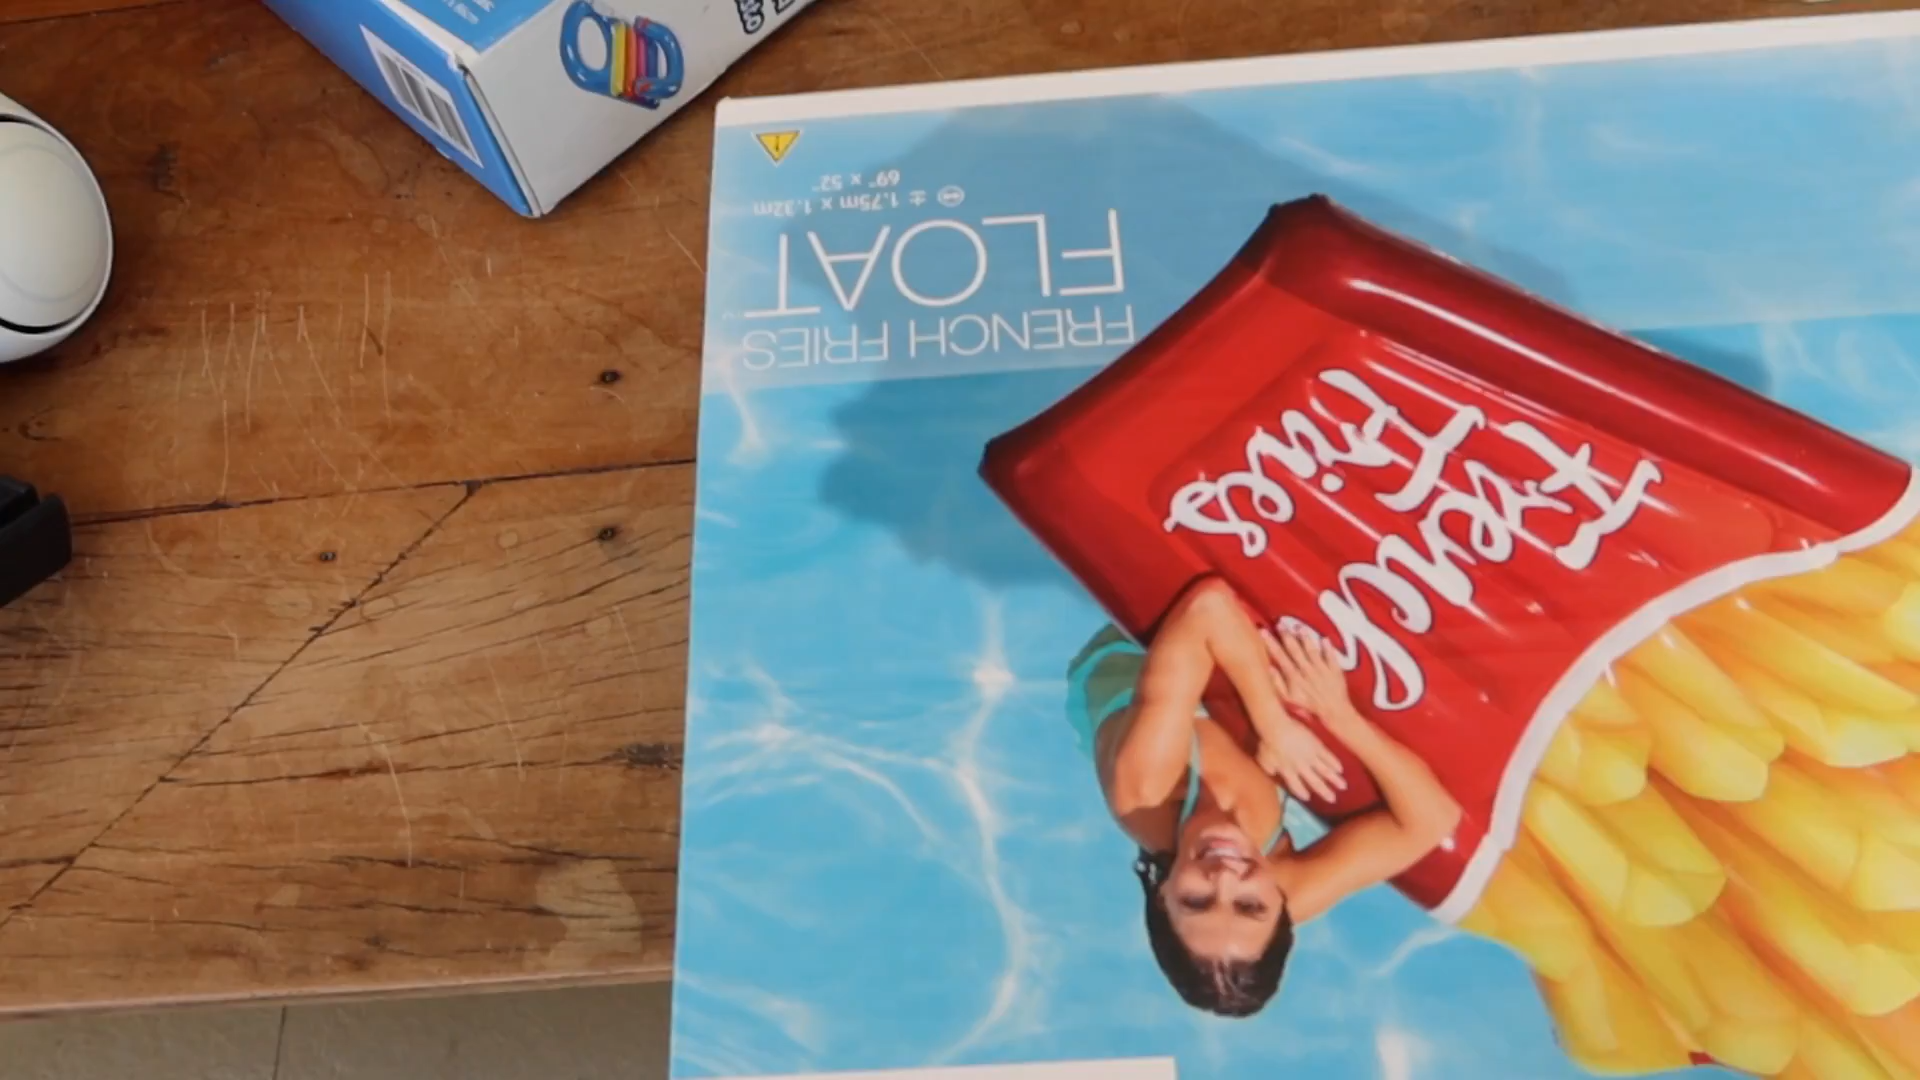 FRENCH FRIES
FLOAT
± 1.75m x 1.32m
69" x 52"
French
Fries